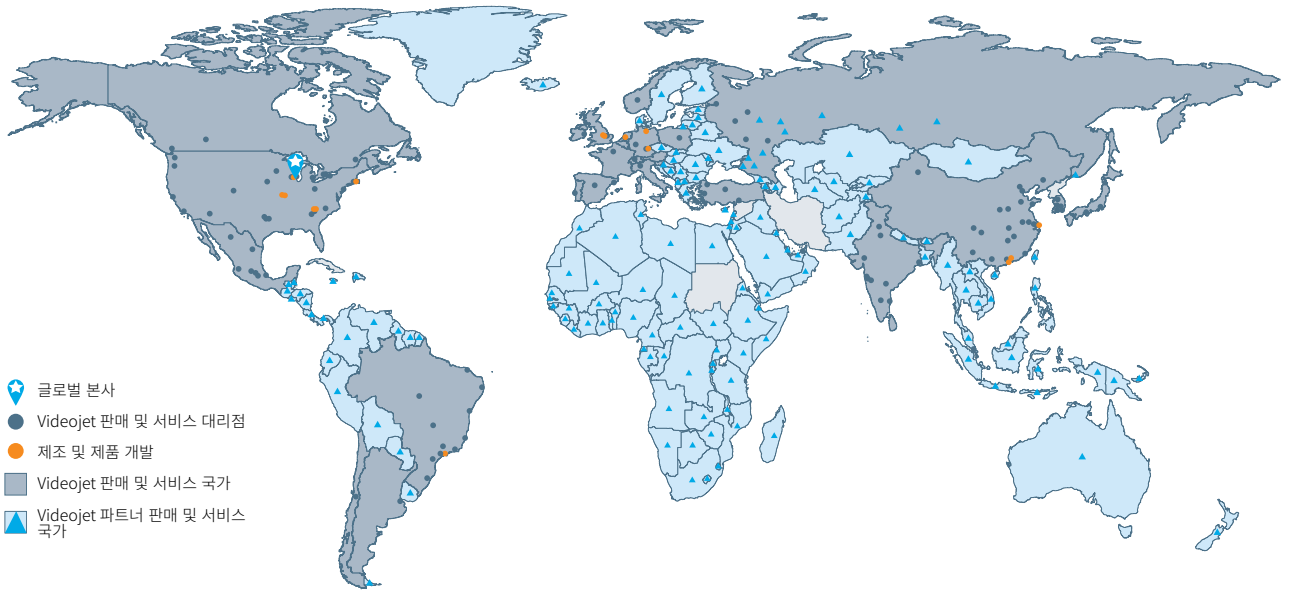 글로벌 본사
Videojet 판매 및 서비스 대리점
제조 및 제품 개발
Videojet 판매 및 서비스 국가
Videojet 파트너 판매 및 서비스
국가